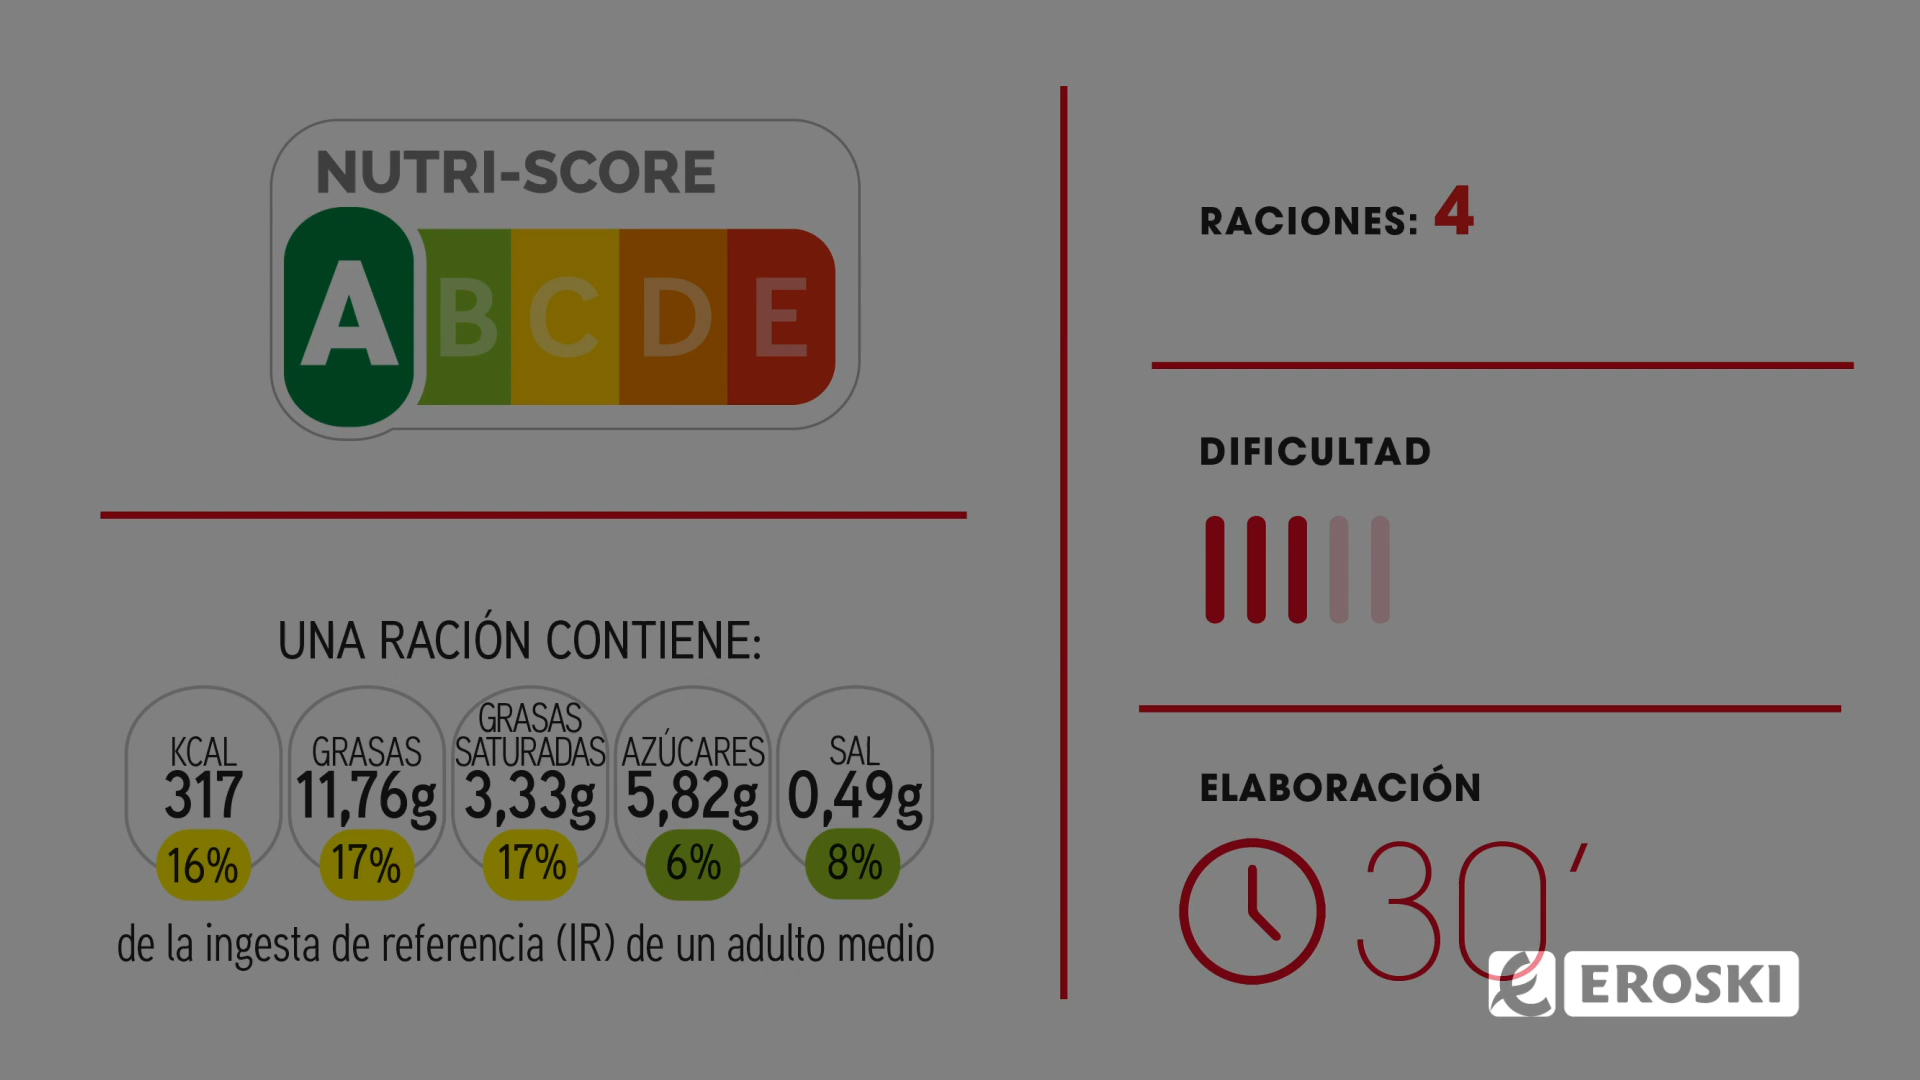 NUTRI-SCORE
A B C D E
UNA RACIÓN CONTIENE:
KCAL
317
16%
GRASAS
11,76g
17%
GRASAS
SATURADAS
3,33g
17%
AZÚCARES
5,82g
6%
SAL
0,49g
8%
de la ingesta de referencia (IR) de un adulto medio
RACIONES: 4
DIFICULTAD
ELABORACIÓN
30′
EROSKI